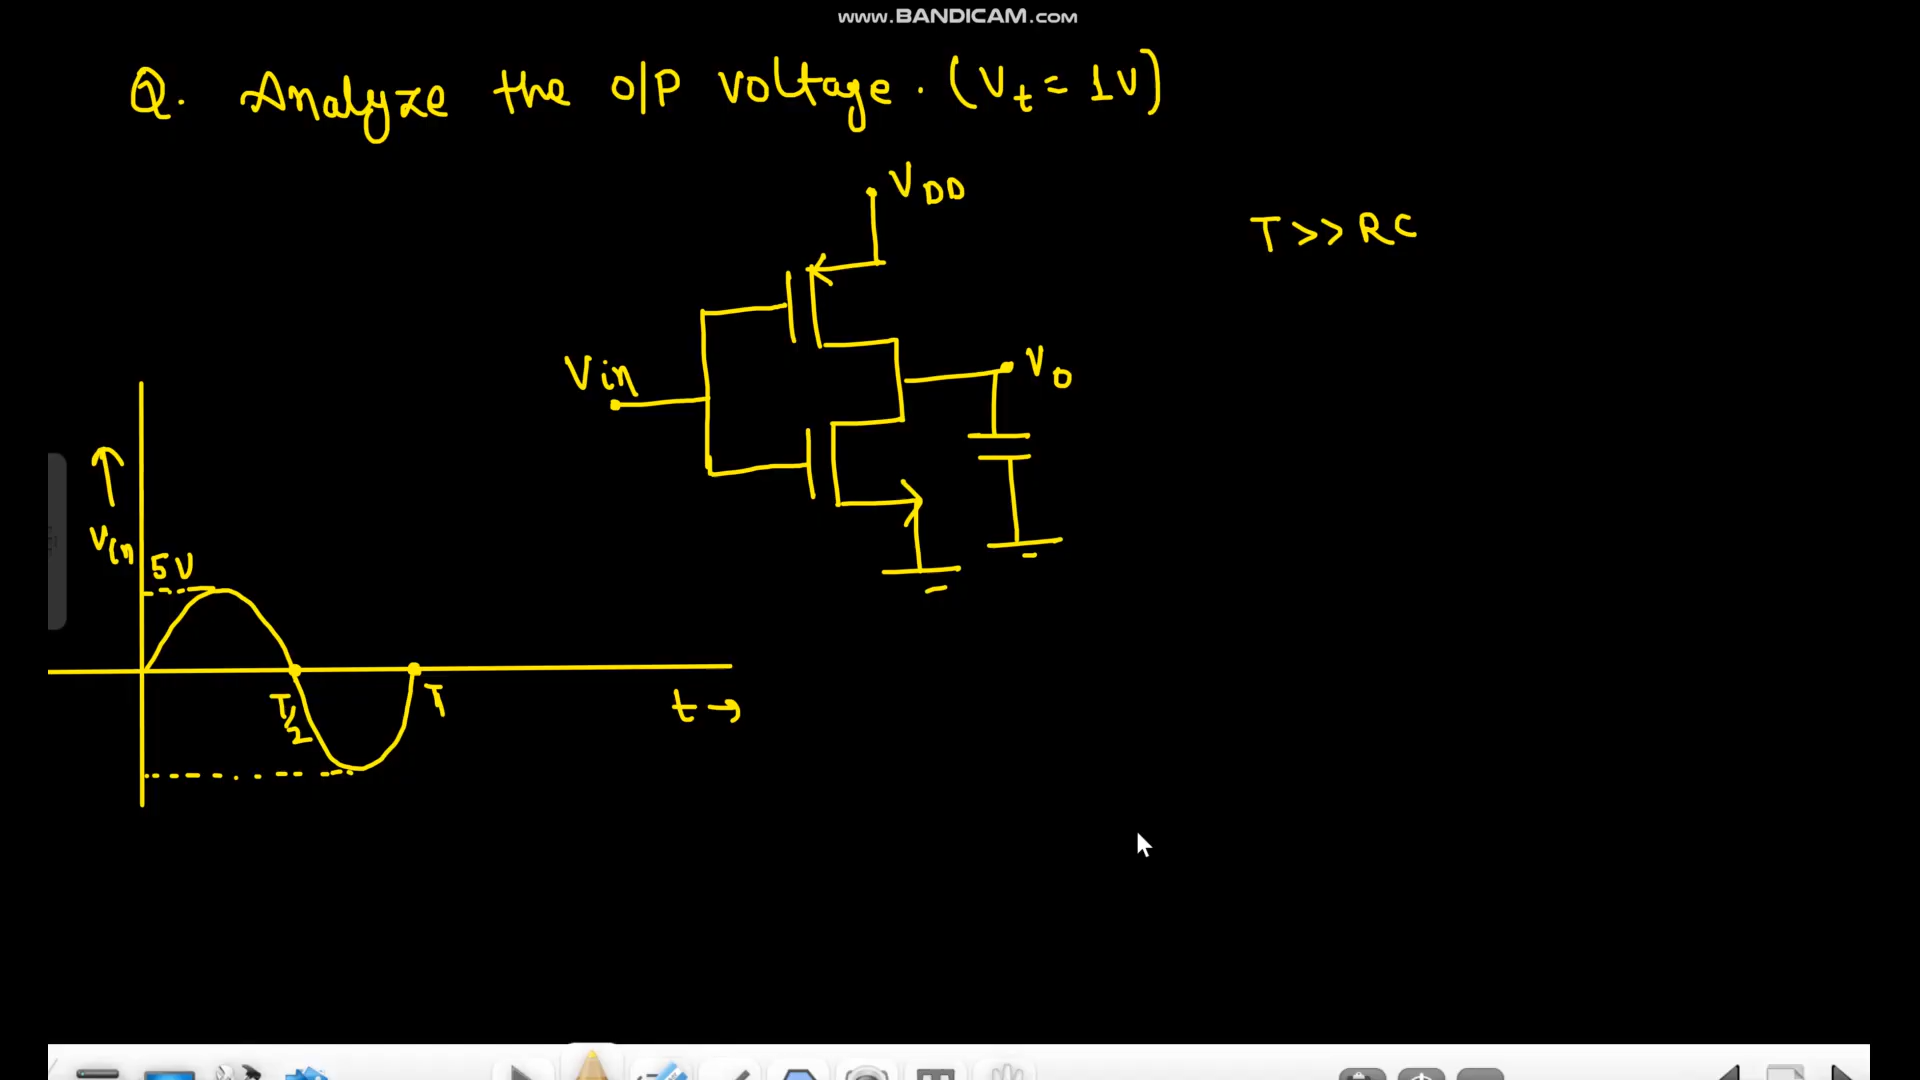 www.BANDICAM.com
Q. Analyze the o/p voltage. (Vt = 1V)
VDD
T >> RC
Vin
Vo
Vin
5V
T/2
T
t →